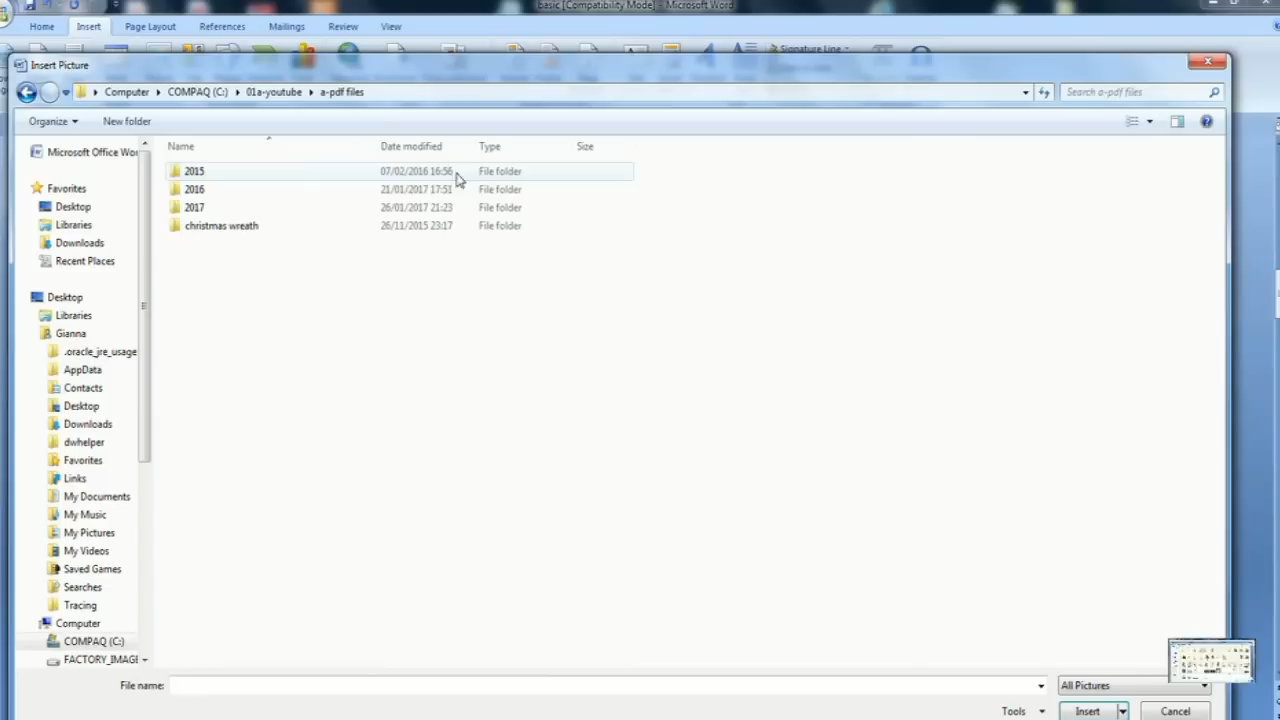 basic [Compatibility Mode] - Microsoft Word
Home Insert Page Layout References Mailings Review View
Signature Line
Insert Picture
Computer COMPAQ (C:) 01a-youtube a-pdf files Search a-pdf files
Organize New folder
Name Date modified Type Size
2015 07/02/2016 16:56 File folder
2016 21/01/2017 17:51 File folder
2017 26/01/2017 21:23 File folder
christmas wreath 26/11/2015 23:17 File folder
Microsoft Office Wor
Favorites
Desktop
Libraries
Downloads
Recent Places
Desktop
Libraries
Gianna
.oracle_jre_usage
AppData
Contacts
Desktop
Downloads
dwhelper
Favorites
Links
My Documents
My Music
My Pictures
My Videos
Saved Games
Searches
Tracing
Computer
COMPAQ (C:)
FACTORY_IMAGE
File name: All Pictures
Tools Insert Cancel